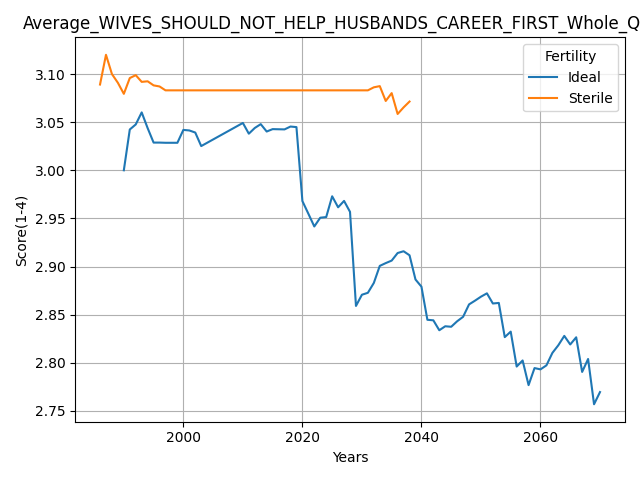 Average_WIVES_SHOULD_NOT_HELP_HUSBANDS_CAREER_FIRST_Whole_Q
Fertility
Ideal
Sterile
3.10
3.05
3.00
2.95
2.90
2.85
2.80
2.75
Score(1-4)
2000 2020 2040 2060
Years